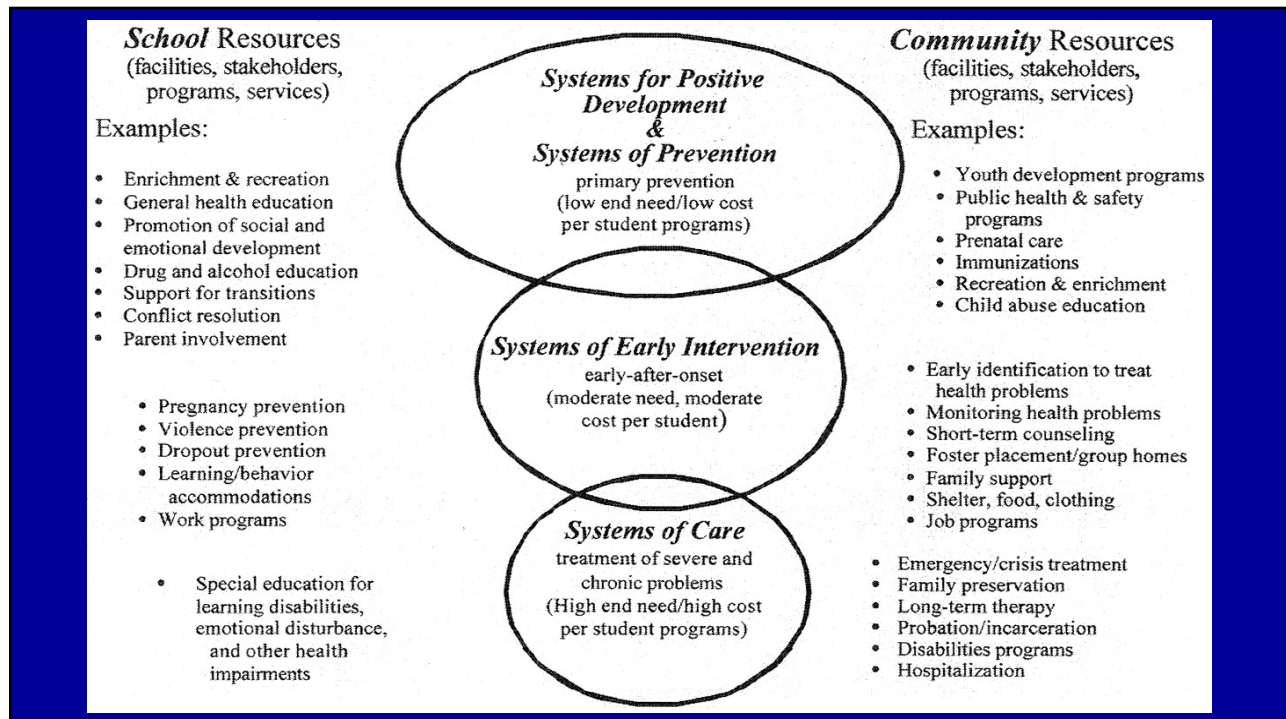 School Resources
(facilities, stakeholders,
programs, services)
Examples:
• Enrichment & recreation
• General health education
• Promotion of social and
emotional development
• Drug and alcohol education
• Support for transitions
• Conflict resolution
• Parent involvement
• Pregnancy prevention
• Violence prevention
• Dropout prevention
• Learning/behavior
accommodations
• Work programs
• Special education for
learning disabilities,
emotional disturbance,
and other health
impairments
Systems for Positive
Development
&
Systems of Prevention
primary prevention
(low end need/low cost
per student programs)
Systems of Early Intervention
early-after-onset
(moderate need, moderate
cost per student)
Systems of Care
treatment of severe and
chronic problems
(High end need/high cost
per student programs)
Community Resources
(facilities, stakeholders,
programs, services)
Examples:
• Youth development programs
• Public health & safety
programs
• Prenatal care
• Immunizations
• Recreation & enrichment
• Child abuse education
• Early identification to treat
health problems
• Monitoring health problems
• Short-term counseling
• Foster placement/group homes
• Family support
• Shelter, food, clothing
• Job programs
• Emergency/crisis treatment
• Family preservation
• Long-term therapy
• Probation/incarceration
• Disabilities programs
• Hospitalization